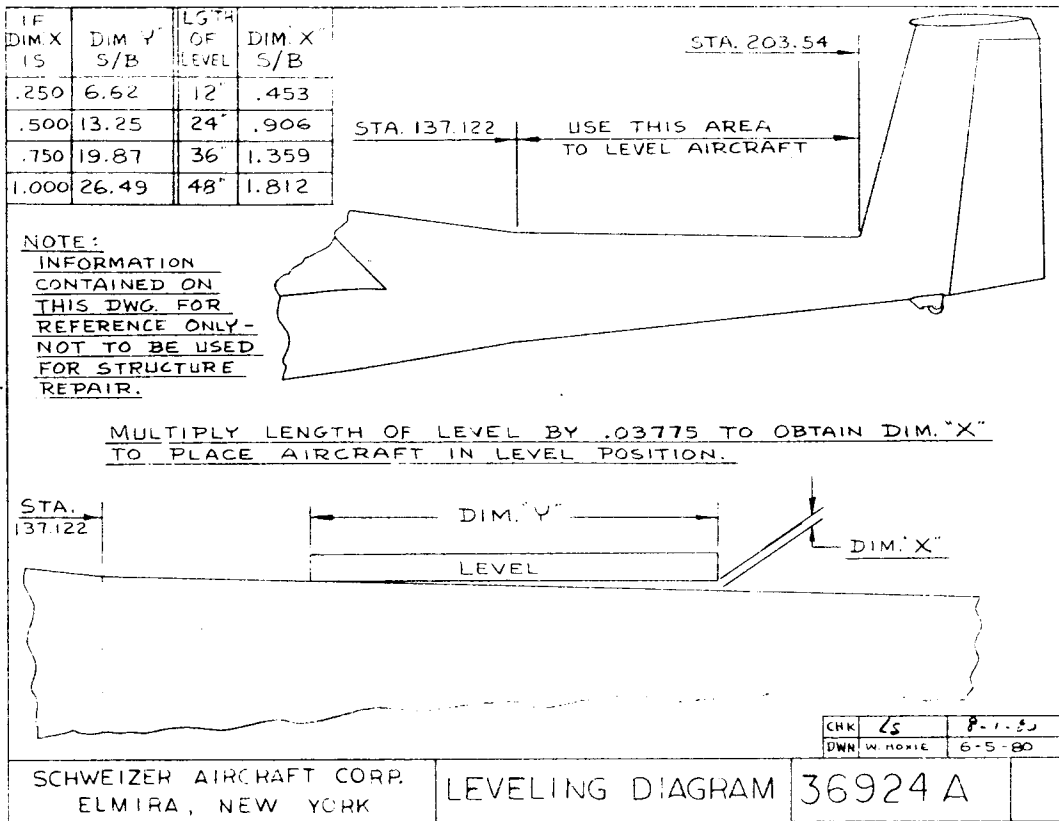 IF DIM. X IS | DIM. Y" S/B | LGTH OF LEVEL | DIM. X" S/B
.250 | 6.62 | 12" | .453
.500 | 13.25 | 24" | .906
.750 | 19.87 | 36" | 1.359
1.000 | 26.49 | 48" | 1.812
STA. 203.54
STA. 137.122
USE THIS AREA
TO LEVEL AIRCRAFT
NOTE:
INFORMATION
CONTAINED ON
THIS DWG. FOR
REFERENCE ONLY-
NOT TO BE USED
FOR STRUCTURE
REPAIR.
MULTIPLY LENGTH OF LEVEL BY .03775 TO OBTAIN DIM. "X"
TO PLACE AIRCRAFT IN LEVEL POSITION.
STA.
137.122
DIM. "Y"
DIM. "X"
LEVEL
CHK LS
DWN W. HOXIE 6-5-80
SCHWEIZER AIRCRAFT CORP.
ELMIRA, NEW YORK
LEVELING DIAGRAM
36924 A